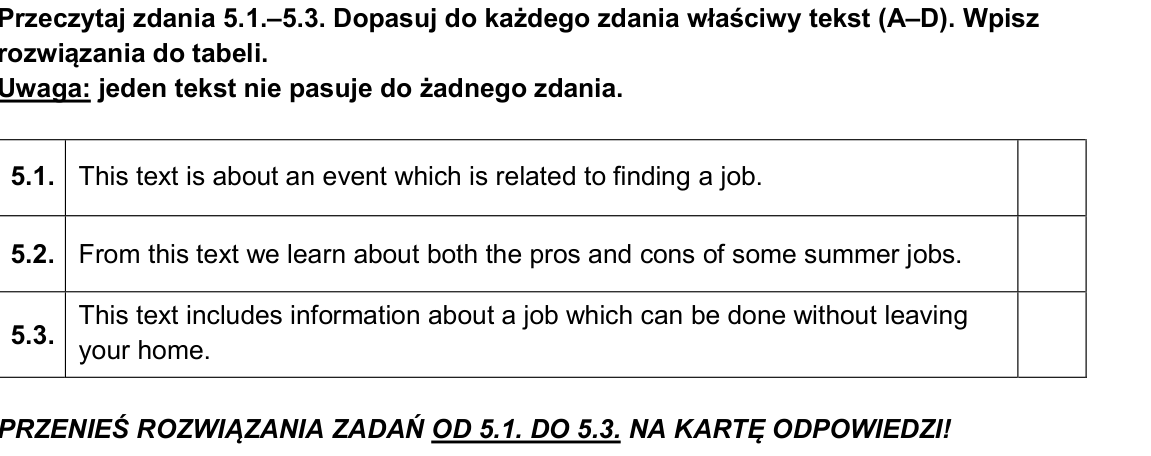 Przeczytaj zdania 5.1.–5.3. Dopasuj do każdego zdania właściwy tekst (A–D). Wpisz
rozwiązania do tabeli.
Uwaga: jeden tekst nie pasuje do żadnego zdania.
5.1. This text is about an event which is related to finding a job.
5.2. From this text we learn about both the pros and cons of some summer jobs.
5.3. This text includes information about a job which can be done without leaving
your home.
PRZENIEŚ ROZWIĄZANIA ZADAŃ OD 5.1. DO 5.3. NA KARTĘ ODPOWIEDZI!